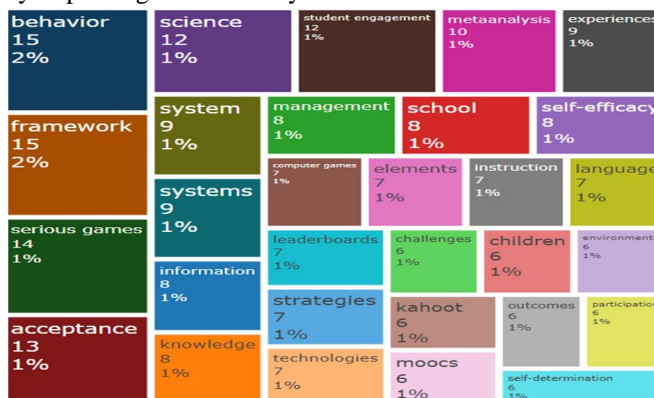 behavior
15
2%
science
12
1%
student engagement
12
1%
metaanalysis
10
1%
experiences
9
1%
framework
15
2%
system
9
1%
management
8
1%
school
8
1%
self-efficacy
8
1%
computer games
7
1%
elements
7
1%
instruction
7
1%
language
7
1%
serious games
14
1%
systems
9
1%
leaderboards
7
1%
challenges
6
1%
children
6
1%
environment
6
1%
information
8
1%
strategies
7
1%
kahoot
6
1%
outcomes
6
1%
participation
6
1%
acceptance
13
1%
knowledge
8
1%
technologies
7
1%
moocs
6
1%
self-determination
6
1%